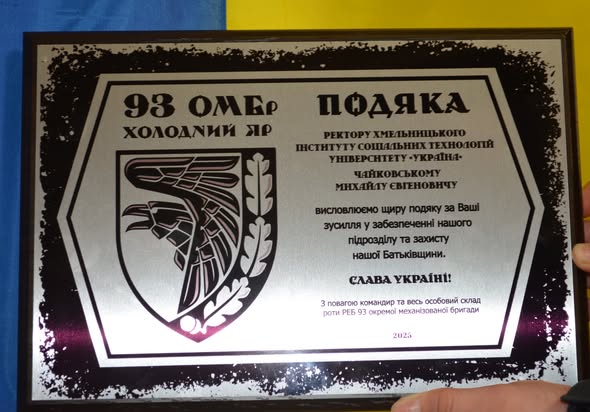 93 ОМБр
ХОЛОДНИЙ ЯР
ПОДЯКА
РЕКТОРУ ХМЕЛЬНИЦЬКОГО
ІНСТИТУТУ СОЦІАЛЬНИХ ТЕХНОЛОГІЙ
УНІВЕРСИТЕТУ «УКРАЇНА»
ЧАЙКОВСЬКОМУ
МИХАЙЛУ ЄВГЕНОВИЧУ
висловлюємо щиру подяку за Ваші
зусилля у забезпеченні нашого
підрозділу та захисту
нашої Батьківщини.
СЛАВА УКРАЇНІ!
З повагою командир та весь особовий склад
роти РЕБ 93 окремої механізованої бригади
2025